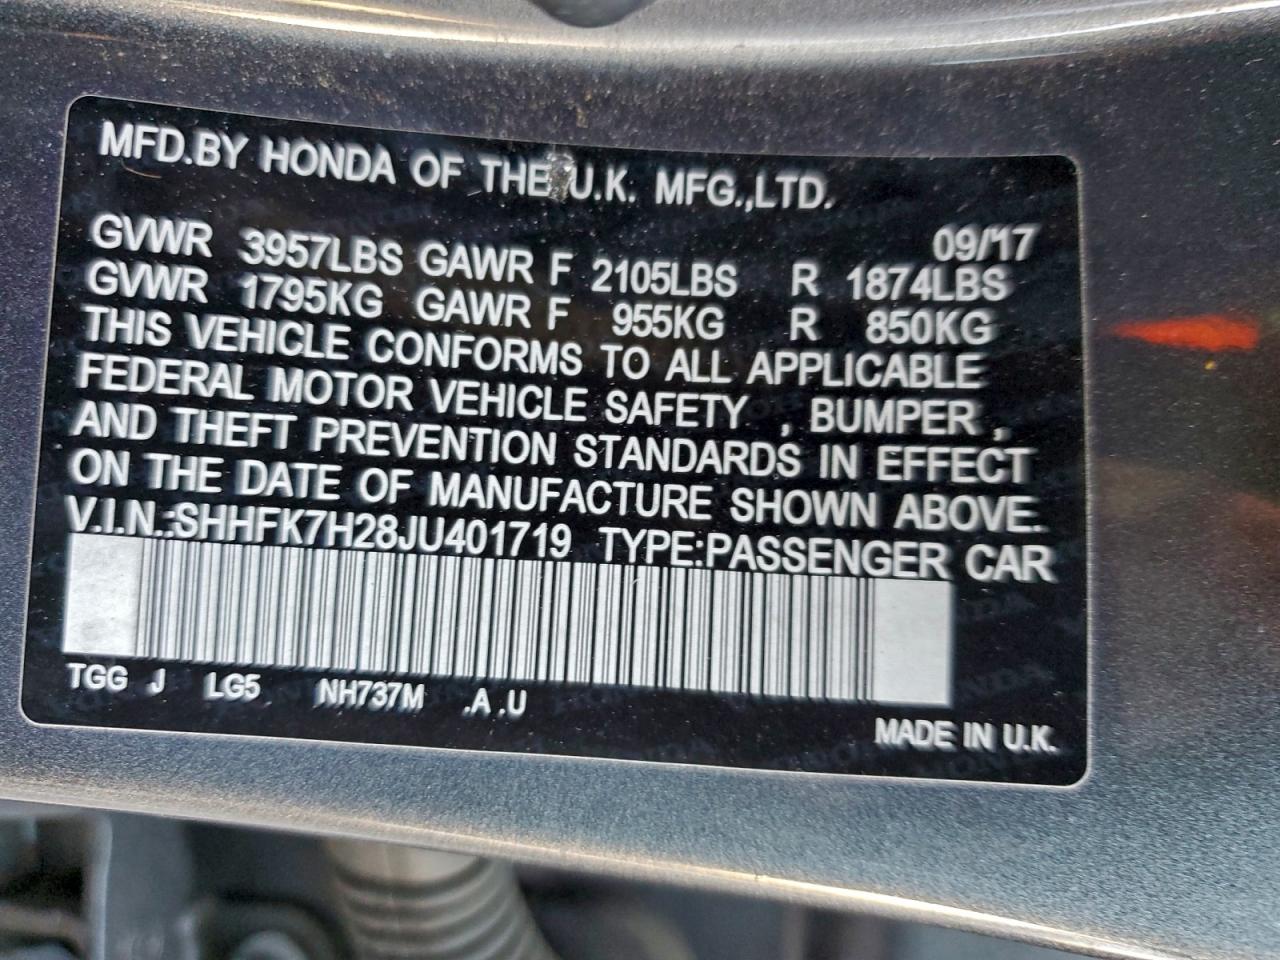 MFD.BY HONDA OF THE U.K. MFG.,LTD.
09/17
GVWR 3957LBS GAWR F 2105LBS R 1874LBS
GVWR 1795KG GAWR F 955KG R 850KG
THIS VEHICLE CONFORMS TO ALL APPLICABLE
FEDERAL MOTOR VEHICLE SAFETY , BUMPER ,
AND THEFT PREVENTION STANDARDS IN EFFECT
ON THE DATE OF MANUFACTURE SHOWN ABOVE.
V.I.N.:SHHFK7H28JU401719 TYPE:PASSENGER CAR
TGG J LG5 NH737M .A .U
MADE IN U.K.